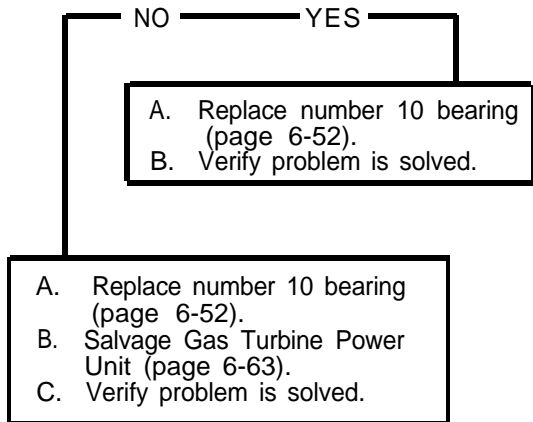 NO YES
A. Replace number 10 bearing
(page 6-52).
B. Verify problem is solved.
A. Replace number 10 bearing
(page 6-52).
B. Salvage Gas Turbine Power
Unit (page 6-63).
C. Verify problem is solved.